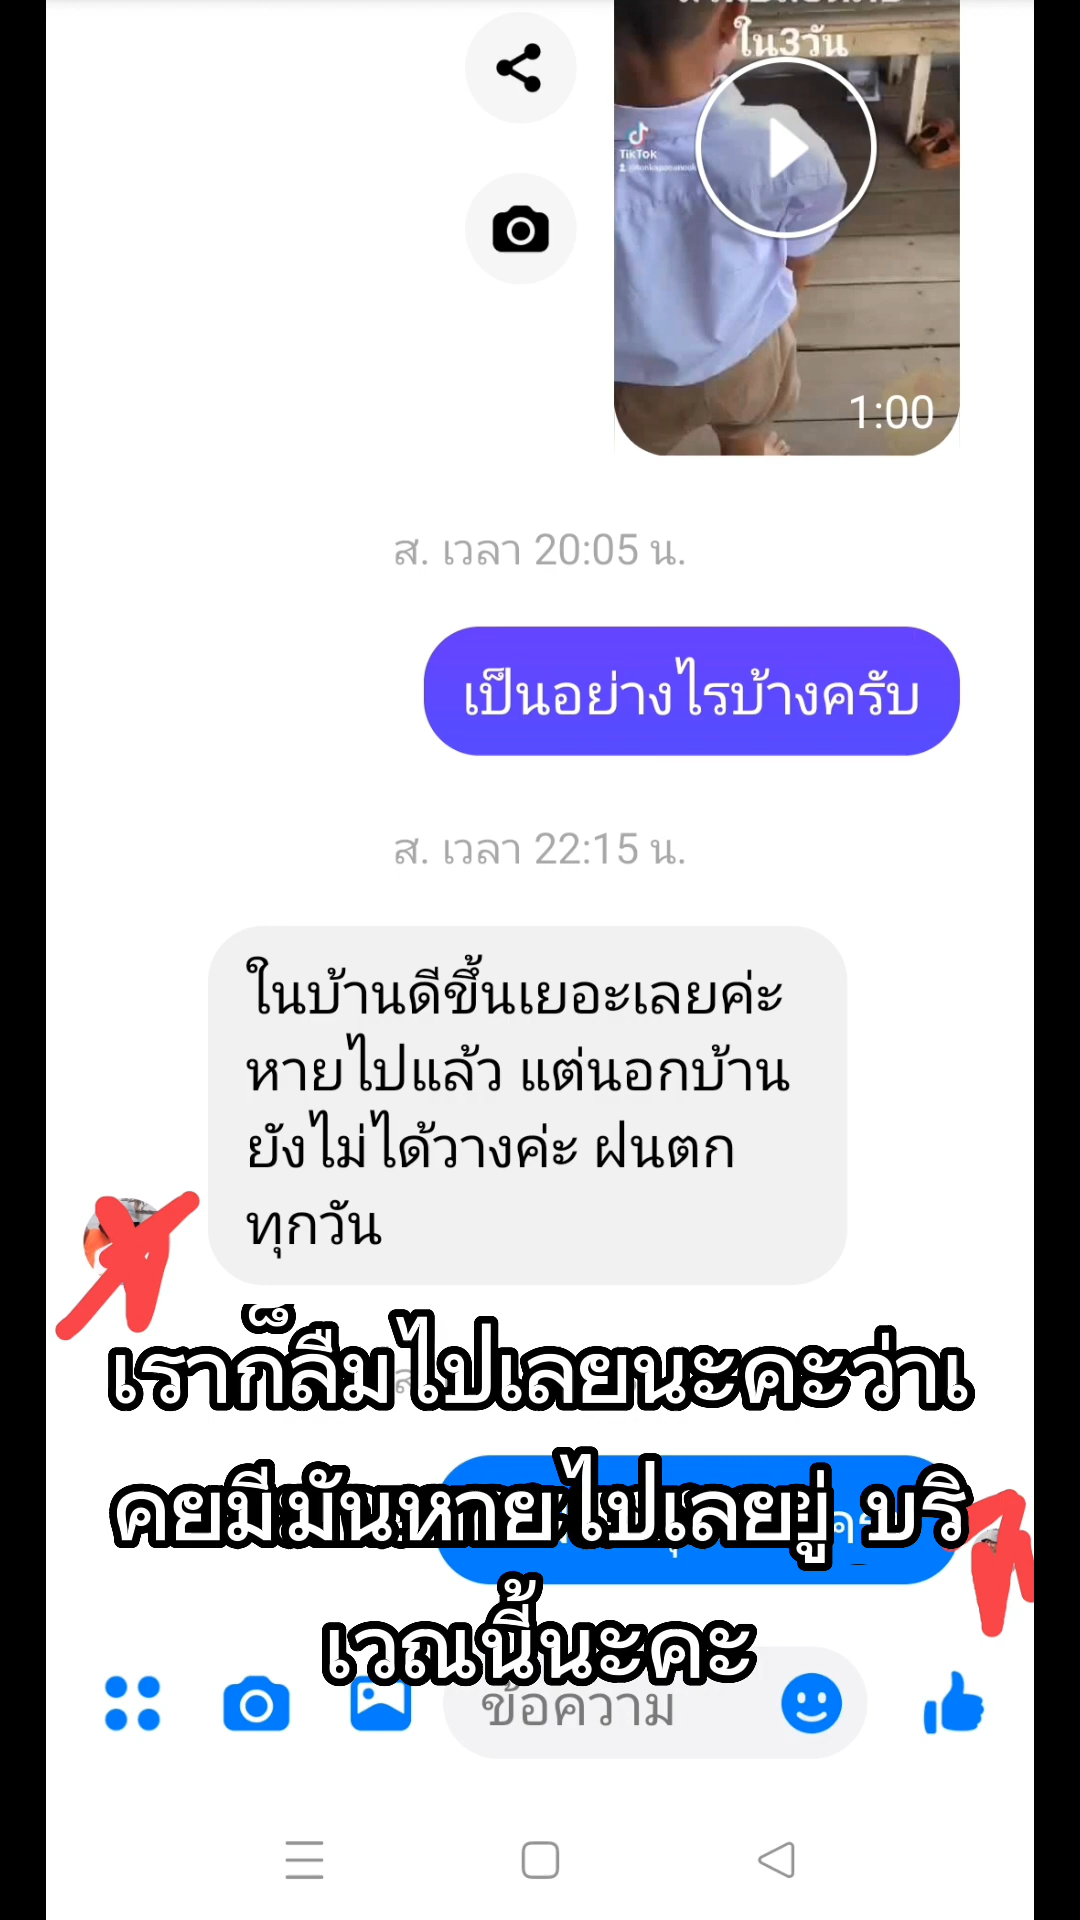 ใน3วัน
TikTok
1:00
ส. เวลา 20:05 น.
เป็นอย่างไรบ้างครับ
ส. เวลา 22:15 น.
ในบ้านดีขึ้นเยอะเลยค่ะ
หายไปแล้ว แต่นอกบ้าน
ยังไม่ได้วางค่ะ ฝนตก
ทุกวัน
เราก็ลืมไปเลยนะคะว่าเ
คยมีมันหายไปเลยยู่ บริ
เวณนี้นะคะ
ข้อความ